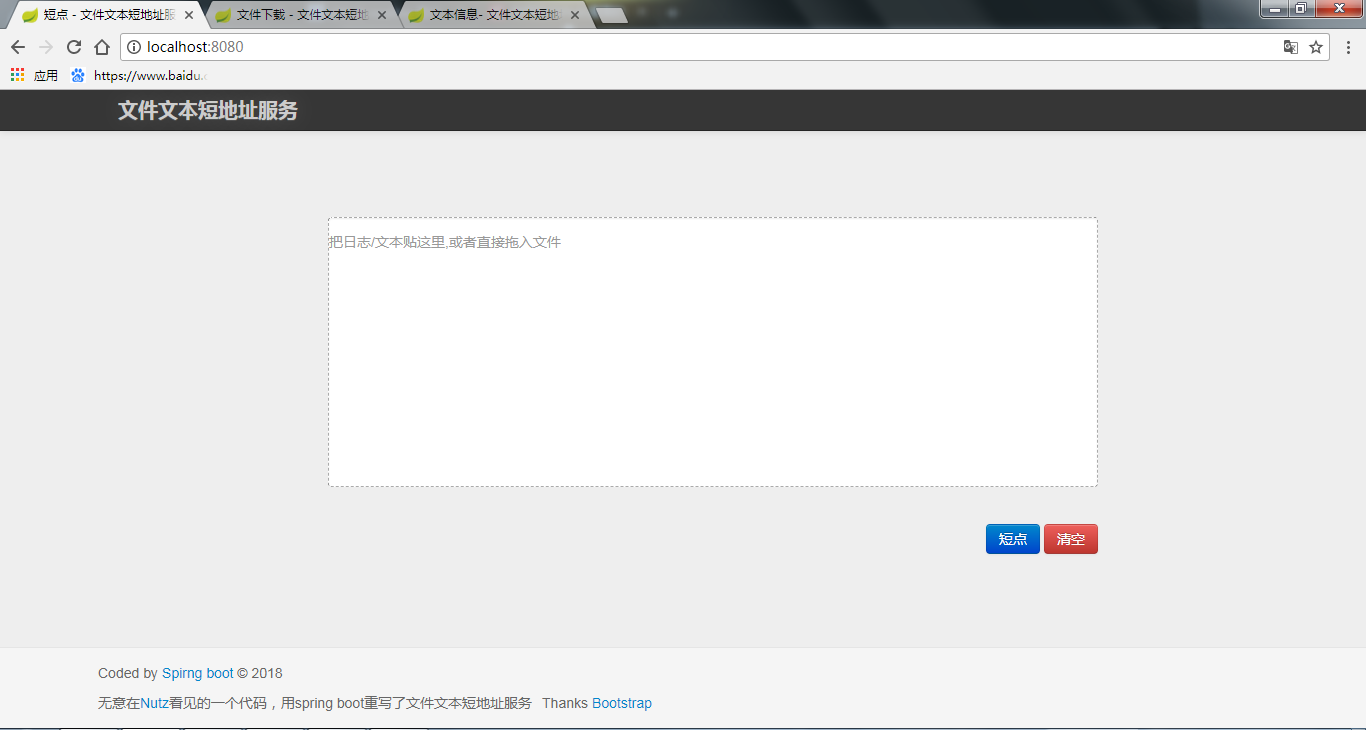 短点 - 文件文本短地址服
文件下载 - 文件文本短地
文本信息- 文件文本短地
localhost:8080
应用 https://www.baidu.c
文件文本短地址服务
把日志/文本贴这里,或者直接拖入文件
短点 清空
Coded by Spirng boot © 2018
无意在Nutz看见的一个代码，用spring boot重写了文件文本短地址服务 Thanks Bootstrap